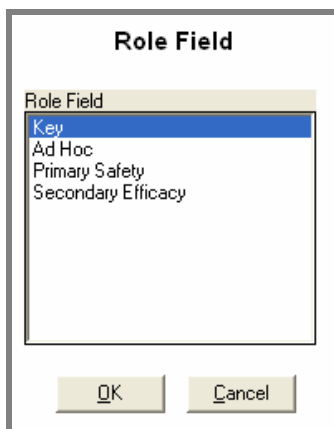 Role Field
Role Field
Key
Ad Hoc
Primary Safety
Secondary Efficacy
OK
Cancel